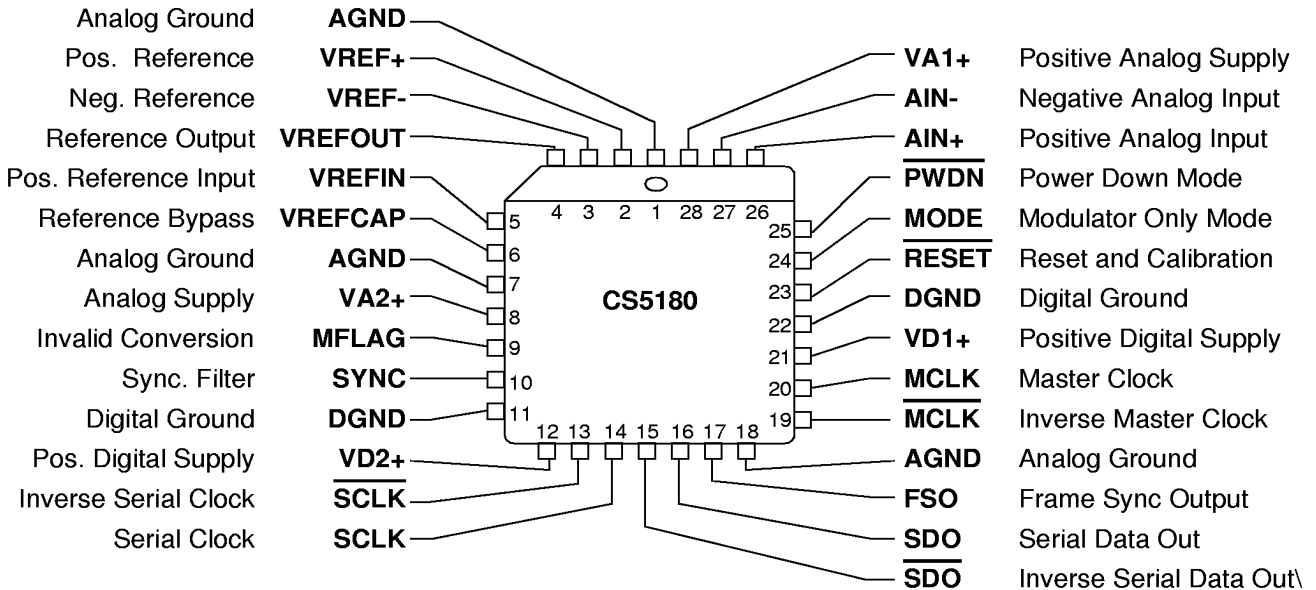 Analog Ground AGND
Pos. Reference VREF+
Neg. Reference VREF-
Reference Output VREFOUT
Pos. Reference Input VREFIN
Reference Bypass VREFCAP
Analog Ground AGND
Analog Supply VA2+
Invalid Conversion MFLAG
Sync. Filter SYNC
Digital Ground DGND
Pos. Digital Supply VD2+
Inverse Serial Clock S̅C̅L̅K̅
Serial Clock SCLK
4 3 2 1 28 27 26
5
6
7
8
9
10
11
CS5180
25
24
23
22
21
20
19
12 13 14 15 16 17 18
VA1+ Positive Analog Supply
AIN- Negative Analog Input
AIN+ Positive Analog Input
P̅W̅D̅N̅ Power Down Mode
MODE Modulator Only Mode
R̅E̅S̅E̅T̅ Reset and Calibration
DGND Digital Ground
VD1+ Positive Digital Supply
MCLK Master Clock
M̅C̅L̅K̅ Inverse Master Clock
AGND Analog Ground
FSO Frame Sync Output
SDO Serial Data Out
S̅D̅O̅ Inverse Serial Data Out\